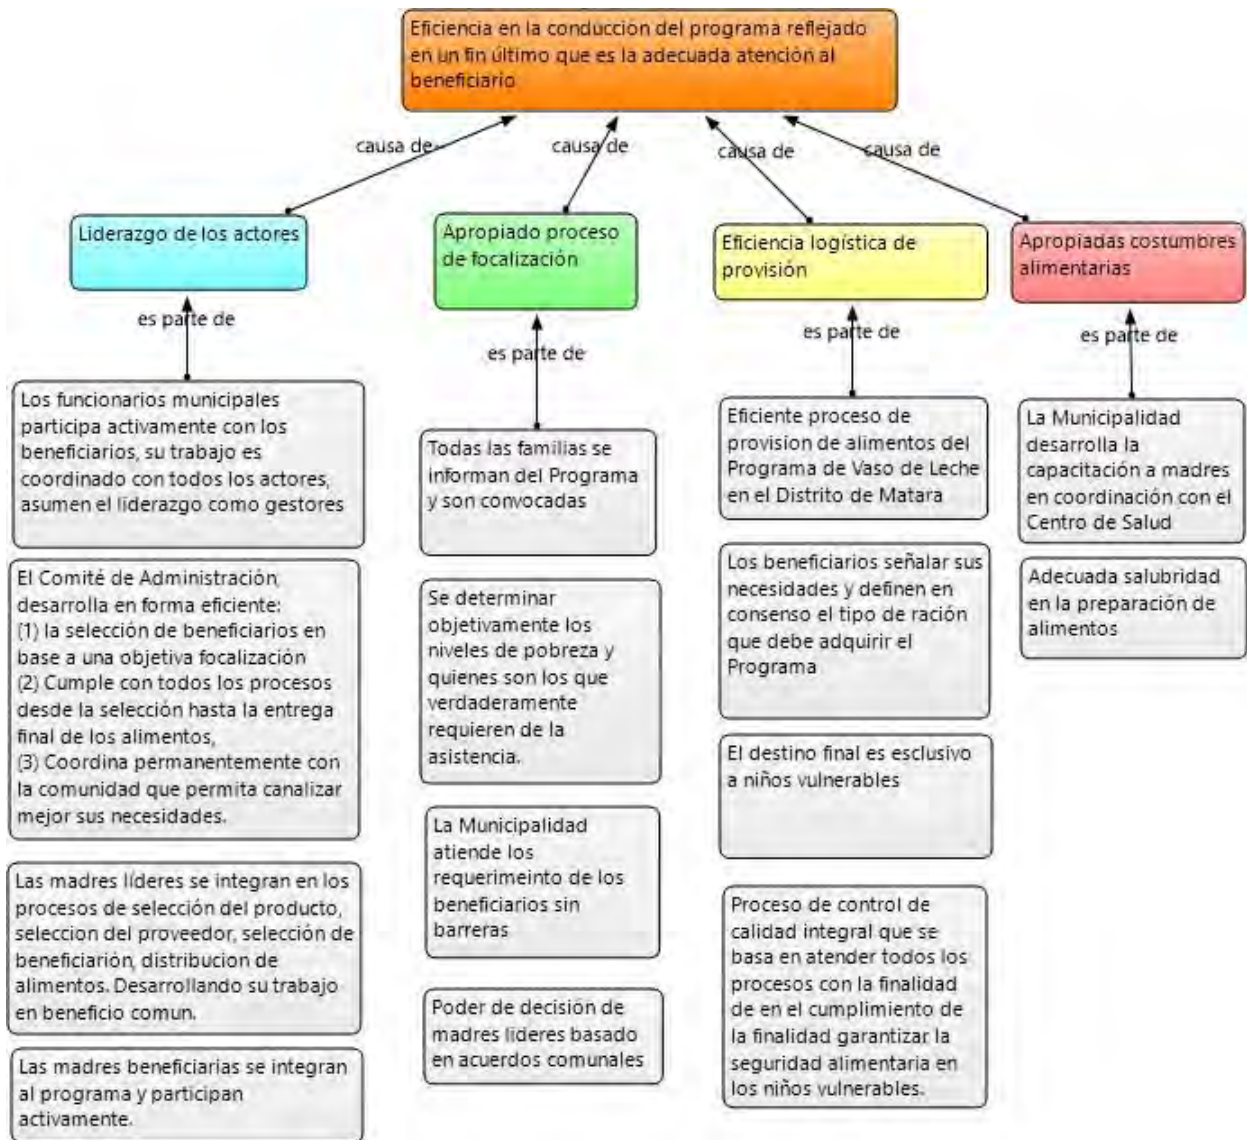 Eficiencia en la conducción del programa reflejado
en un fin último que es la adecuada atención al
beneficiario
causa de
causa de
causa de
causa de
Liderazgo de los actores
Apropiado proceso
de focalización
Eficiencia logística de
provisión
Apropiadas costumbres
alimentarias
es parte de
es parte de
es parte de
es parte de
Los funcionarios municipales
participa activamente con los
beneficiarios, su trabajo es
coordinado con todos los actores,
asumen el liderazgo como gestores
El Comité de Administración
desarrolla en forma eficiente:
(1) la selección de beneficiarios en
base a una objetiva focalización
(2) Cumple con todos los procesos
desde la selección hasta la entrega
final de los alimentos,
(3) Coordina permanentemente con
la comunidad que permita canalizar
mejor sus necesidades.
Las madres líderes se integran en los
procesos de selección del producto,
seleccion del proveedor, selección de
beneficiarión, distribucion de
alimentos. Desarrollando su trabajo
en beneficio comun.
Las madres beneficiarias se integran
al programa y participan
activamente.
Todas las familias se
informan del Programa
y son convocadas
Se determinar
objetivamente los
niveles de pobreza y
quienes son los que
verdaderamente
requieren de la
asistencia.
La Municipalidad
atiende los
requerimeinto de los
beneficiarios sin
barreras
Poder de decisión de
madres líderes basado
en acuerdos comunales
Eficiente proceso de
provision de alimentos del
Programa de Vaso de Leche
en el Distrito de Matara
Los beneficiarios señalar sus
necesidades y definen en
consenso el tipo de ración
que debe adquirir el
Programa
El destino final es esclusivo
a niños vulnerables
Proceso de control de
calidad integral que se
basa en atender todos los
procesos con la finalidad
de en el cumplimiento de
la finalidad garantizar la
seguridad alimentaria en
los niños vulnerables.
La Municipalidad
desarrolla la
capacitación a madres
en coordinación con el
Centro de Salud
Adecuada salubridad
en la preparación de
alimentos